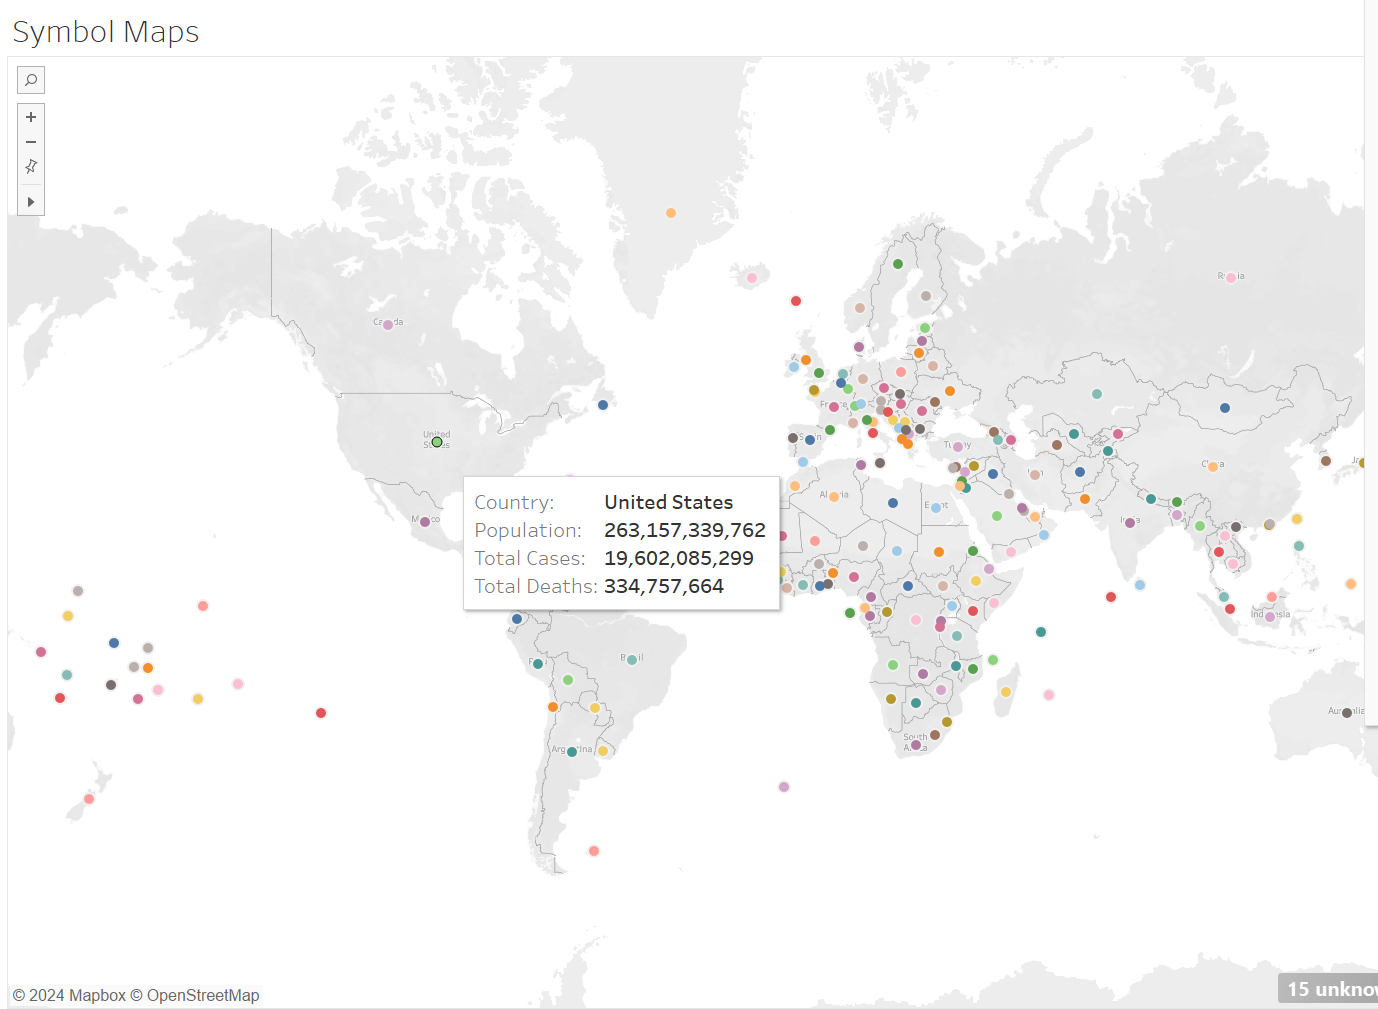 Symbol Maps
Russia
Canada
United
States
France
Spain
Turkey
China
Algeria
Egypt
Mexico
India
Country: United States
Population: 263,157,339,762
Total Cases: 19,602,085,299
Total Deaths: 334,757,664
Indonesia
Brazil
Peru
Australia
South
Africa
Argentina
© 2024 Mapbox © OpenStreetMap
15 unknow